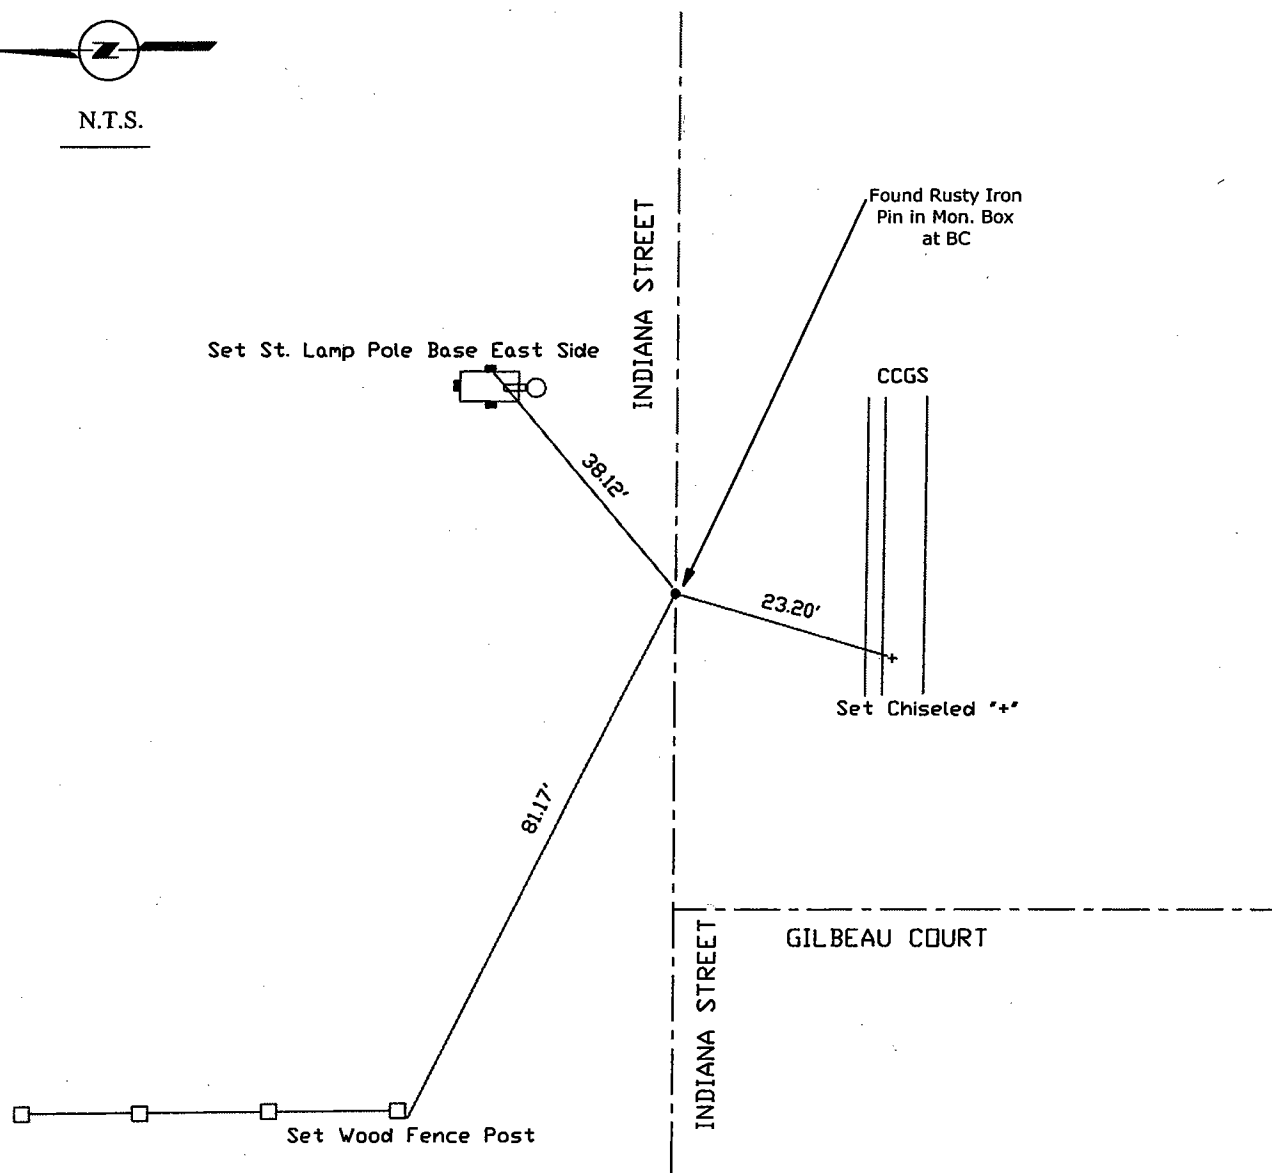 Z
N.T.S.
Found Rusty Iron
Pin in Mon. Box
at BC
INDIANA STREET
Set St. Lamp Pole Base East Side
CCGS
38.12'
23.20'
Set Chiseled "+"
81.17'
GILBEAU COURT
INDIANA STREET
Set Wood Fence Post